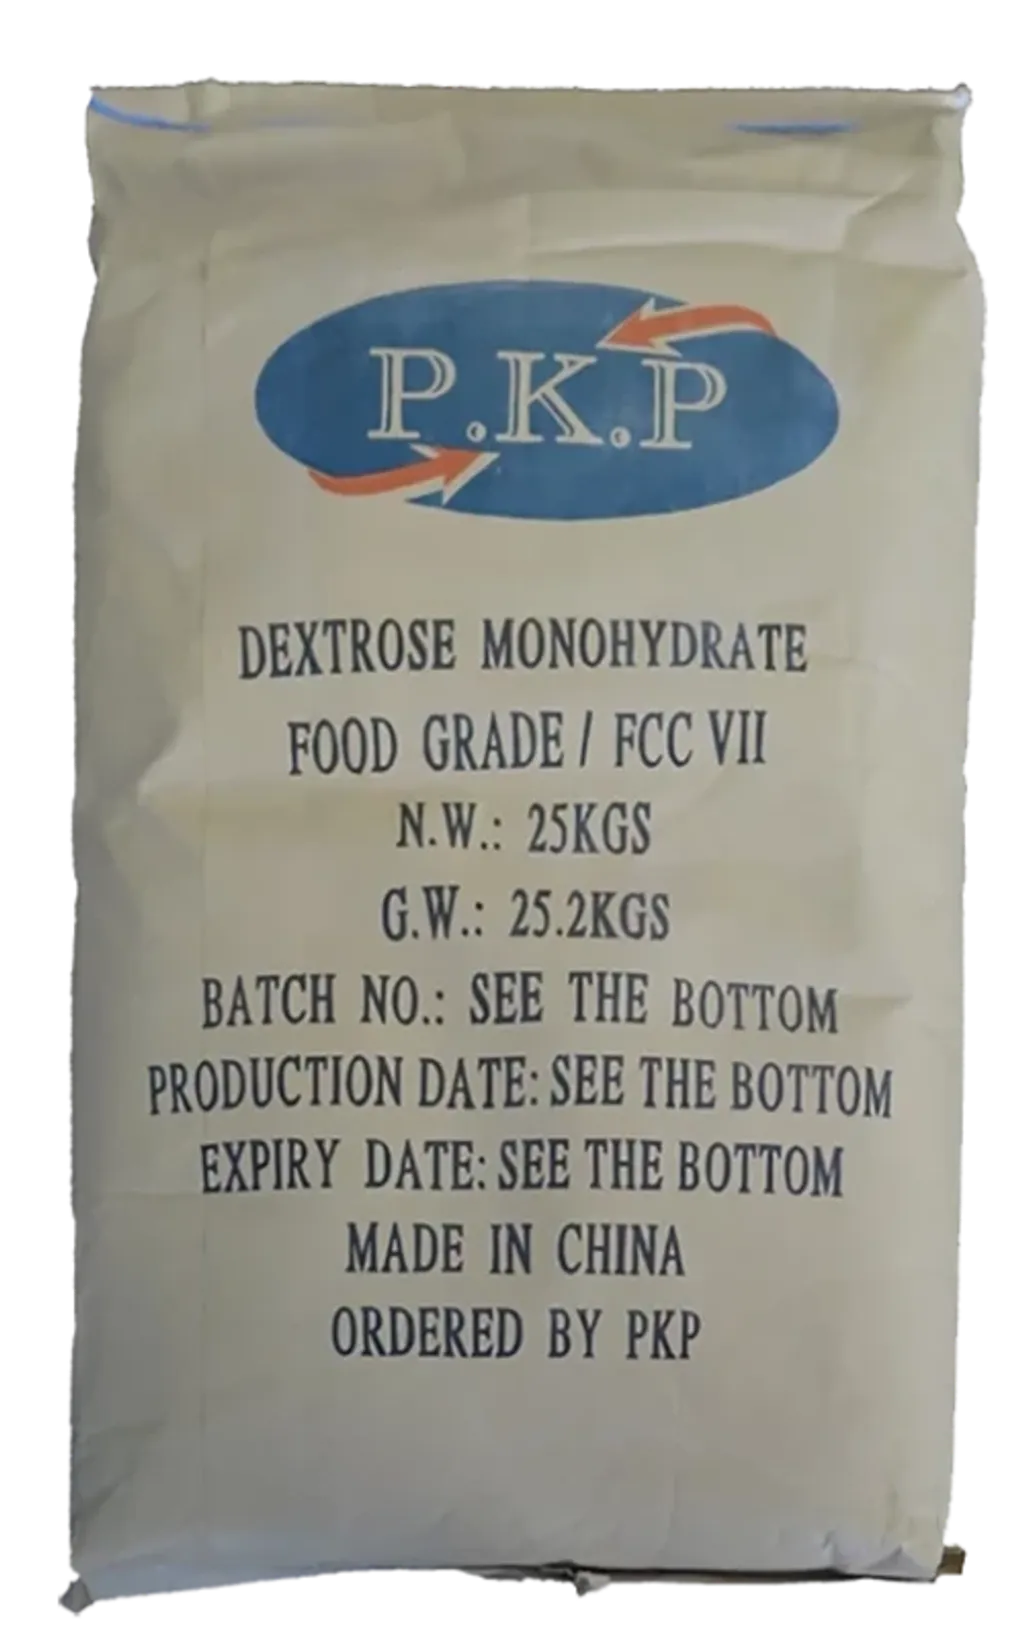 P.K.P
DEXTROSE MONOHYDRATE
FOOD GRADE / FCC VII
N.W.: 25KGS
G.W.: 25.2KGS
BATCH NO.: SEE THE BOTTOM
PRODUCTION DATE: SEE THE BOTTOM
EXPIRY DATE: SEE THE BOTTOM
MADE IN CHINA
ORDERED BY PKP